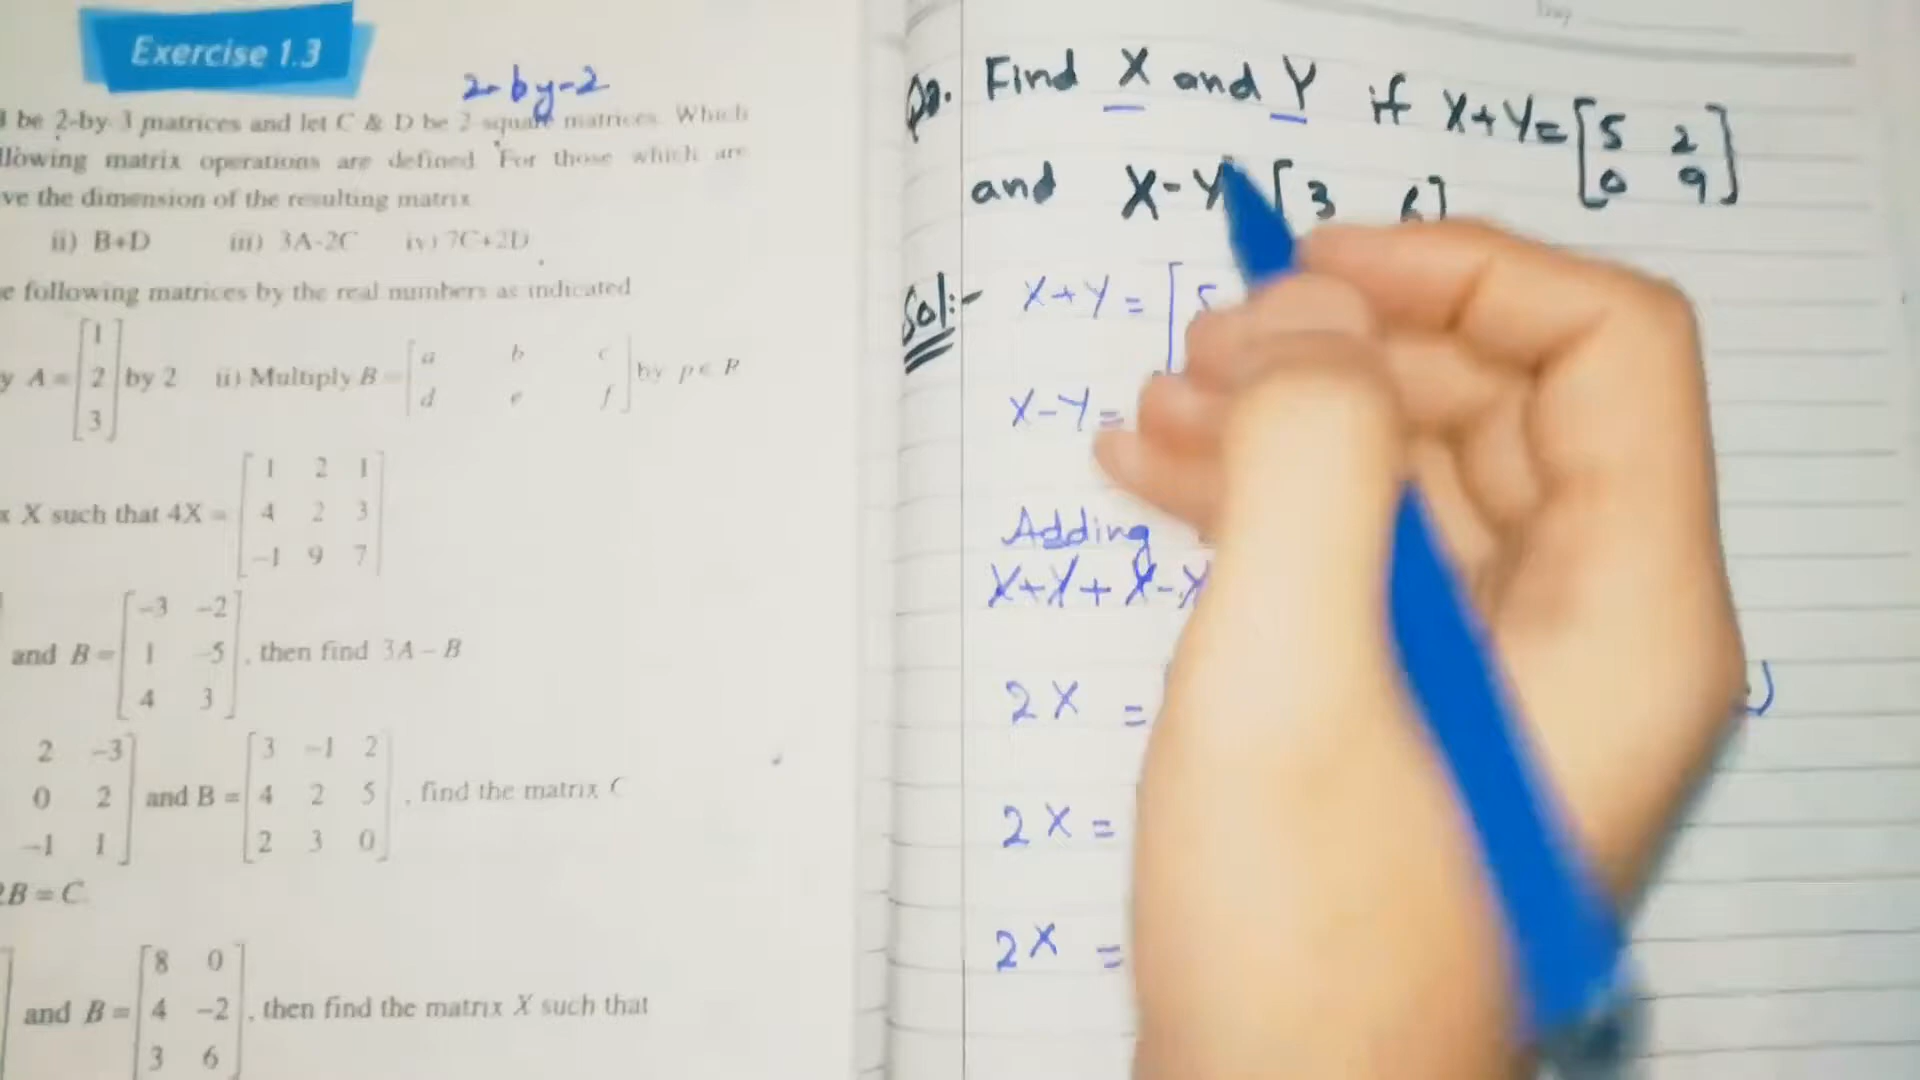 Exercise 1.3
2-by-2
be 2-by 3 matrices and let C & D be 2 square matrices. Which
llowing matrix operations are defined. For those which are
ve the dimension of the resulting matrix
ii) B+D iii) 3A-2C iv) 7C+2D
e following matrices by the real numbers as indicated
y A = [1 2 3] by 2 ii) Multiply B = [a b c
d e f] by p ∈ R
1 2 1
x X such that 4X = 4 2 3
-1 9 7
-3 -2
and B = 1 -5 , then find 3A – B
4 3
2 -3 3 -1 2
0 2 and B = 4 2 5 , find the matrix C
-1 1 2 3 0
2B = C.
8 0
and B = 4 -2 , then find the matrix X such that
3 6
Find X and Y if X+Y= [5 2
0 9]
and X-Y [3 6]
Sol:- X+Y = [5
X-Y=
Adding
X+Y+X-Y
2X =
2X =
2X =